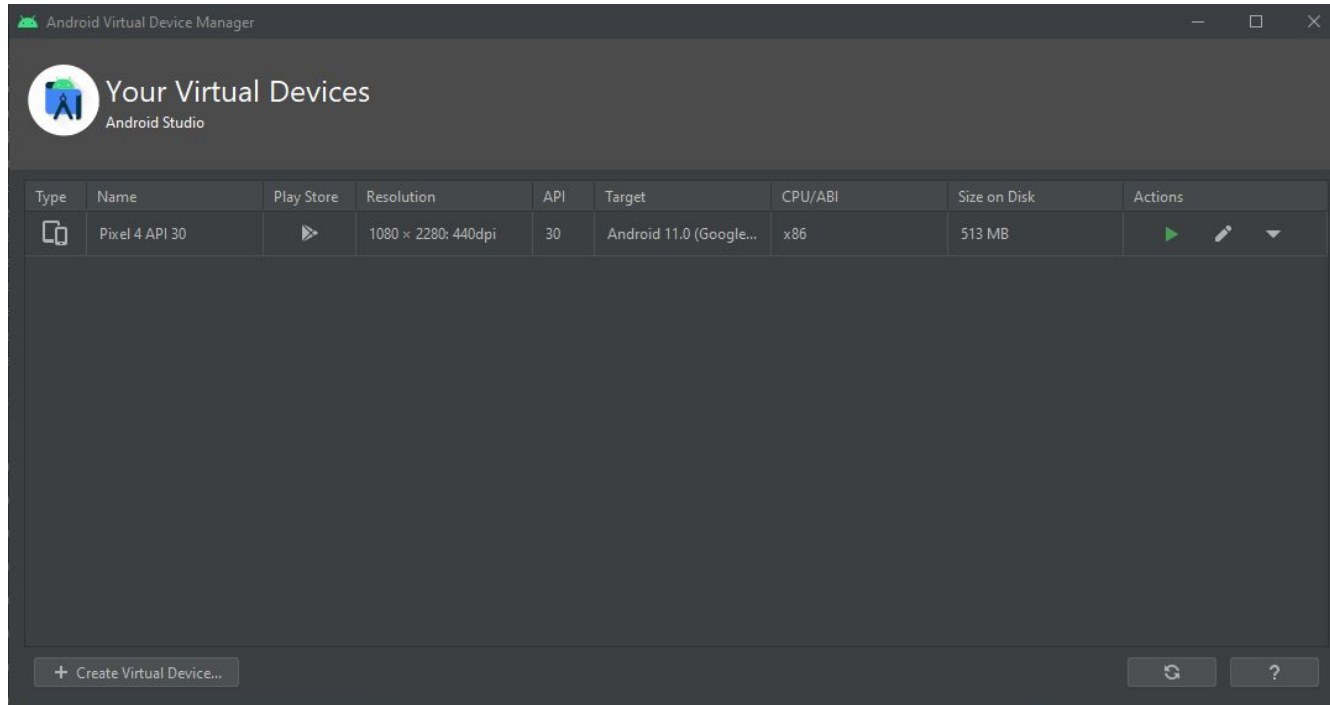 Android Virtual Device Manager
Your Virtual Devices
Android Studio
Type Name Play Store Resolution API Target CPU/ABI Size on Disk Actions
Pixel 4 API 30 1080 × 2280: 440dpi 30 Android 11.0 (Google... x86 513 MB
+ Create Virtual Device... ?